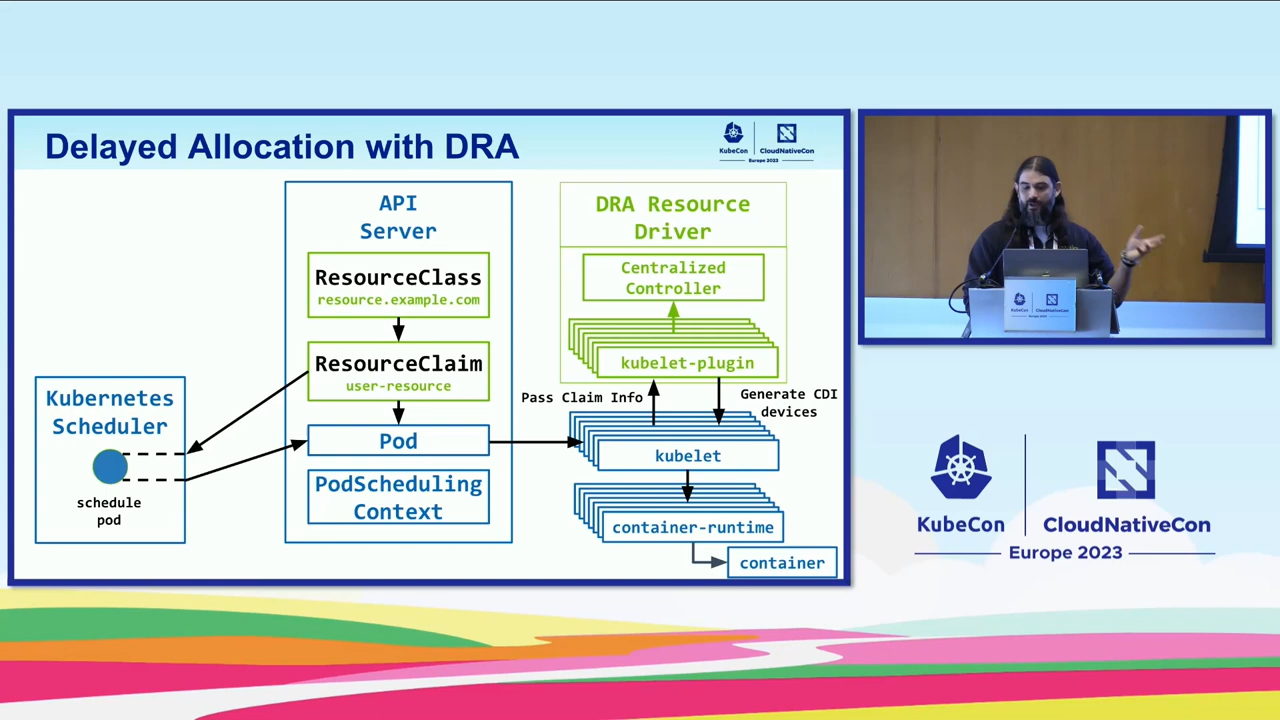 Delayed Allocation with DRA
KubeCon
CloudNativeCon
Europe 2023
API
Server
ResourceClass
resource.example.com
ResourceClaim
user-resource
Pod
PodScheduling
Context
Kubernetes
Scheduler
schedule
pod
DRA Resource
Driver
Centralized
Controller
kubelet-plugin
Pass Claim Info
Generate CDI
devices
kubelet
container-runtime
container
KubeCon
CloudNativeCon
Europe 2023